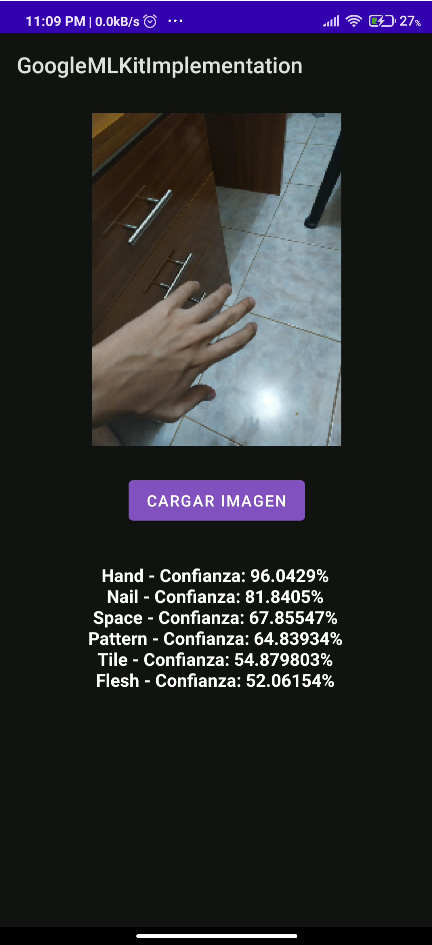 11:09 PM | 0.0kB/s ...
27%
GoogleMLKitImplementation
CARGAR IMAGEN
Hand - Confianza: 96.0429%
Nail - Confianza: 81.8405%
Space - Confianza: 67.85547%
Pattern - Confianza: 64.83934%
Tile - Confianza: 54.879803%
Flesh - Confianza: 52.06154%